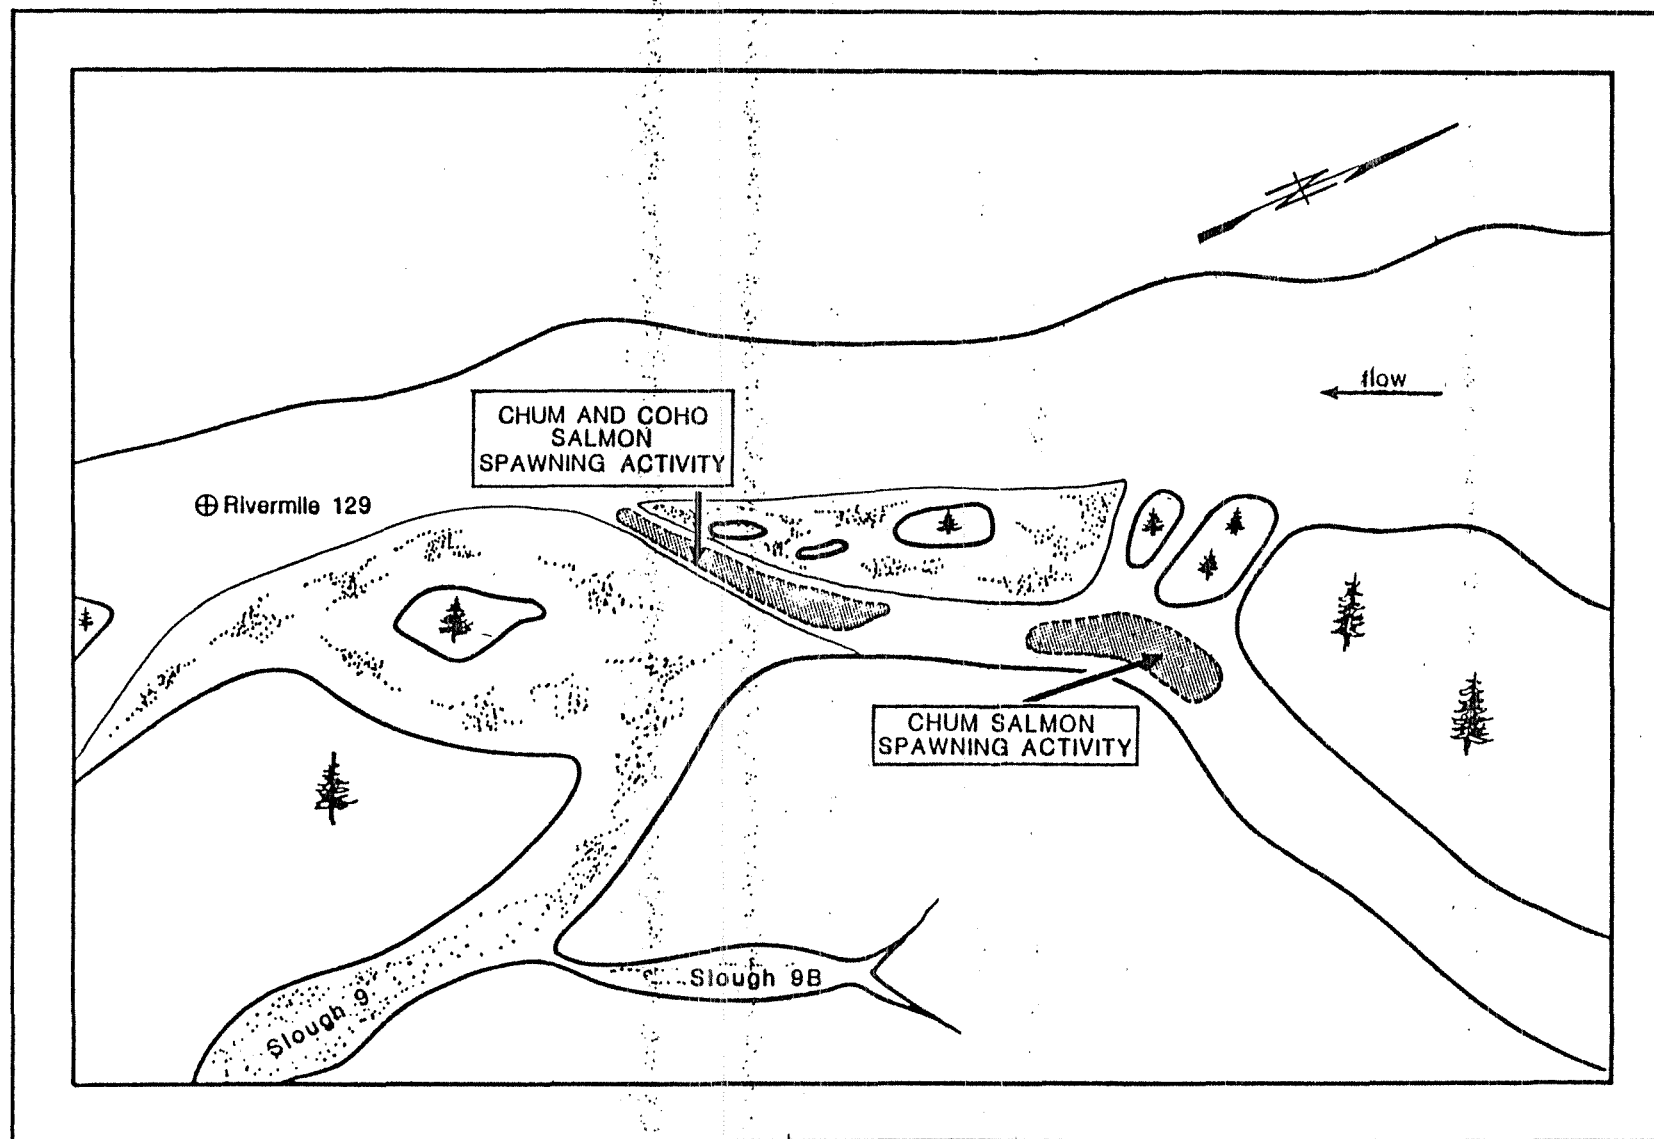 flow
CHUM AND COHO
SALMON
SPAWNING ACTIVITY
Rivermile 129
CHUM SALMON
SPAWNING ACTIVITY
Slough 9B
Slough 9